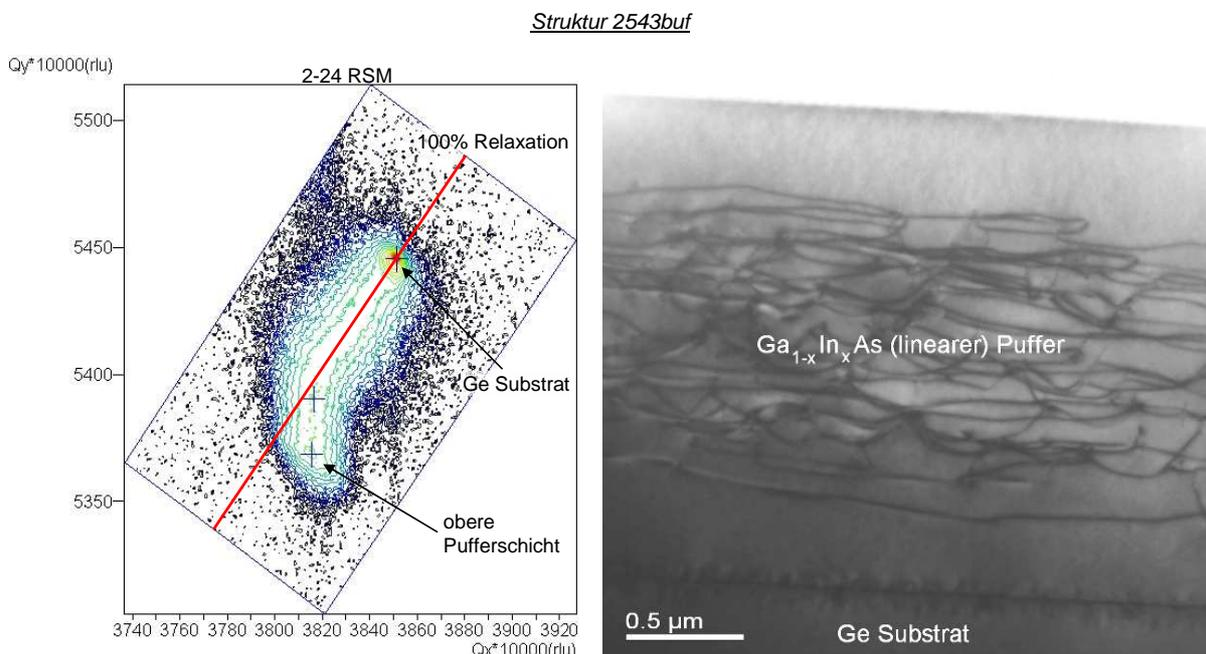 Struktur 2543buf
Qy*10000(rlu)
2-24 RSM
5500
100% Relaxation
5450
5400
Ge Substrat
5350
obere
Pufferschicht
3740 3760 3780 3800 3820 3840 3860 3880 3900 3920
Qx*10000(rlu)
Ga1-xInxAs (linearer) Puffer
0.5 µm
Ge Substrat